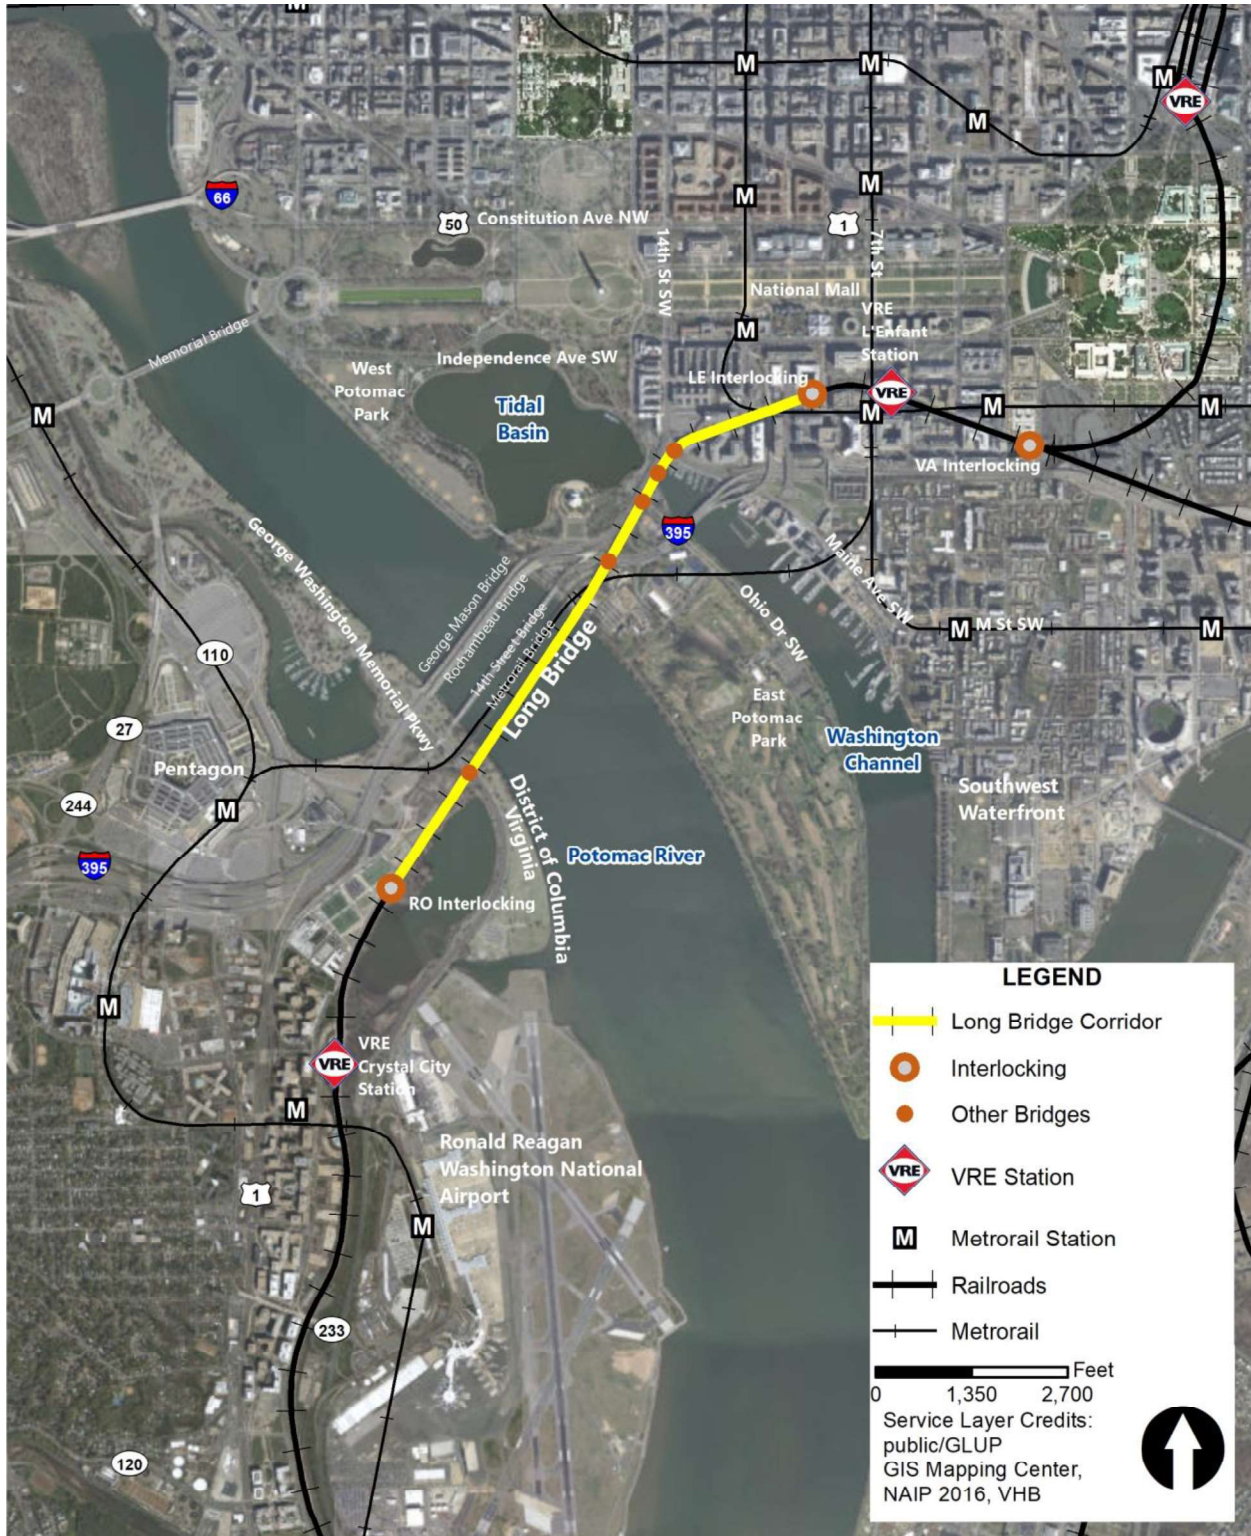 M
M
M
M
VRE
M
66
M
M
50
Constitution Ave NW
1
14th St SW
7th St
National Mall
VRE
L'Enfant
Station
M
Memorial Bridge
Independence Ave SW
West
Potomac
Park
LE Interlocking
VRE
Tidal
Basin
M
M
M
M
VA Interlocking
395
George Washington Memorial Pkwy
George Mason Bridge
Rochambeau Bridge
14th Street Bridge
Metrorail Bridge
Long Bridge
Maine Ave SW
Ohio Dr SW
M
M St SW
M
110
27
East
Potomac
Park
Washington
Channel
Pentagon
M
244
District of Columbia
Virginia
Southwest
Waterfront
395
Potomac River
RO Interlocking
M
VRE
VRE
Crystal City
Station
M
Ronald Reagan
Washington National
Airport
1
M
233
120
LEGEND
Long Bridge Corridor
Interlocking
Other Bridges
VRE
VRE Station
M
Metrorail Station
Railroads
Metrorail
Feet
0 1,350 2,700
Service Layer Credits:
public/GLUP
GIS Mapping Center,
NAIP 2016, VHB